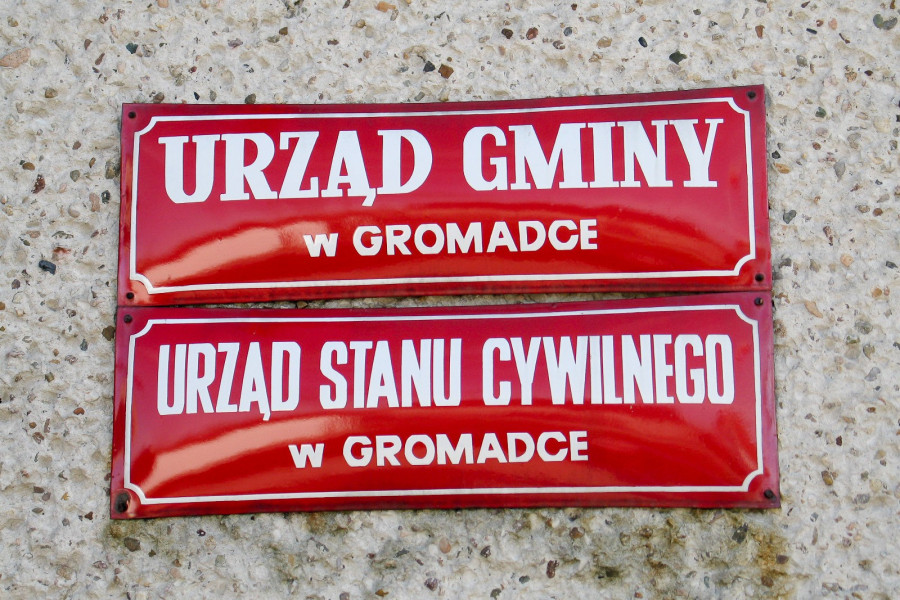 URZĄD GMINY
w GROMADCE
URZĄD STANU CYWILNEGO
w GROMADCE